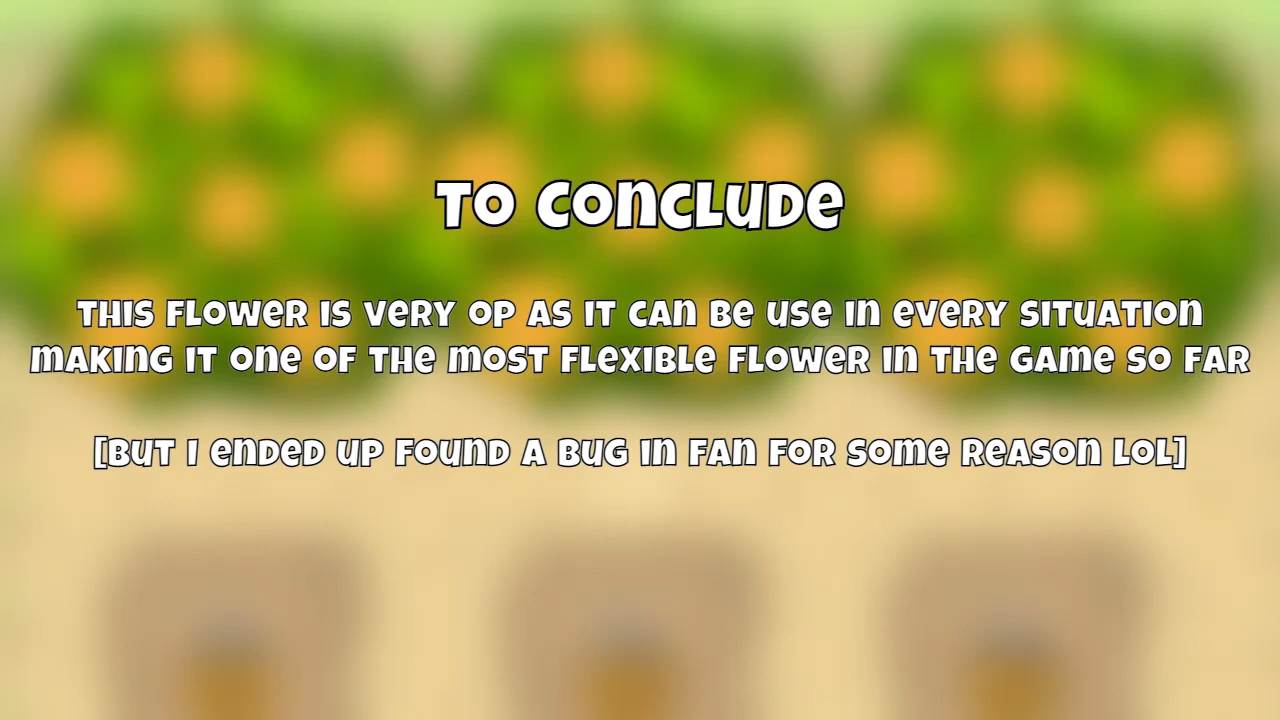 To Conclude
This flower is very OP as it can be use in every situation
making it one of the most flexible flower in the game so far
[But I ended up found a bug in fan for some reason lol]